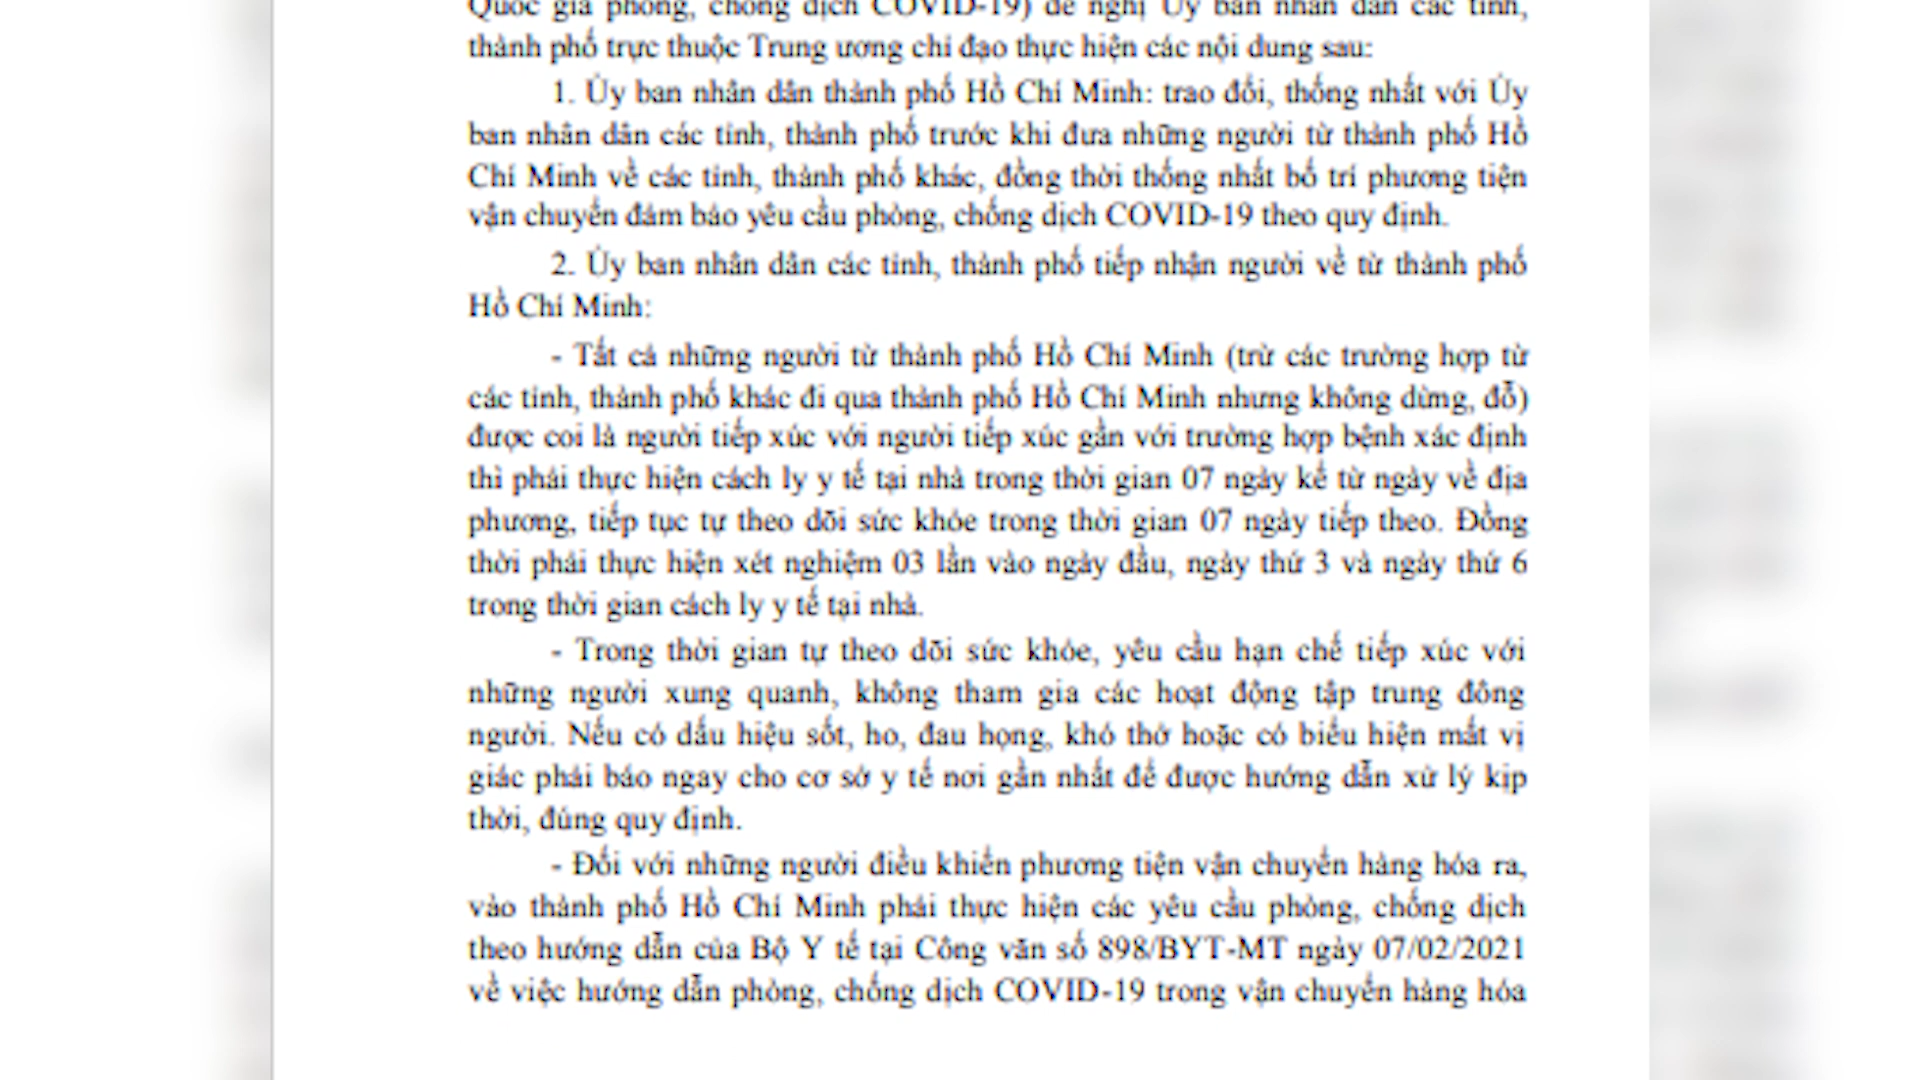 Quốc gia phòng, chống dịch COVID-19) đề nghị Ủy ban nhân dân các tỉnh,
thành phố trực thuộc Trung ương chỉ đạo thực hiện các nội dung sau:
1. Ủy ban nhân dân thành phố Hồ Chí Minh: trao đổi, thống nhất với Ủy
ban nhân dân các tỉnh, thành phố trước khi đưa những người từ thành phố Hồ
Chí Minh về các tỉnh, thành phố khác, đồng thời thống nhất bố trí phương tiện
vận chuyển đảm bảo yêu cầu phòng, chống dịch COVID-19 theo quy định.
2. Ủy ban nhân dân các tỉnh, thành phố tiếp nhận người về từ thành phố
Hồ Chí Minh:
- Tất cả những người từ thành phố Hồ Chí Minh (trừ các trường hợp từ
các tỉnh, thành phố khác đi qua thành phố Hồ Chí Minh nhưng không dừng, đỗ)
được coi là người tiếp xúc với người tiếp xúc gần với trường hợp bệnh xác định
thì phải thực hiện cách ly y tế tại nhà trong thời gian 07 ngày kể từ ngày về địa
phương, tiếp tục tự theo dõi sức khỏe trong thời gian 07 ngày tiếp theo. Đồng
thời phải thực hiện xét nghiệm 03 lần vào ngày đầu, ngày thứ 3 và ngày thứ 6
trong thời gian cách ly y tế tại nhà.
- Trong thời gian tự theo dõi sức khỏe, yêu cầu hạn chế tiếp xúc với
những người xung quanh, không tham gia các hoạt động tập trung đông
người. Nếu có dấu hiệu sốt, ho, đau họng, khó thở hoặc có biểu hiện mất vị
giác phải báo ngay cho cơ sở y tế nơi gần nhất để được hướng dẫn xử lý kịp
thời, đúng quy định.
- Đối với những người điều khiển phương tiện vận chuyển hàng hóa ra,
vào thành phố Hồ Chí Minh phải thực hiện các yêu cầu phòng, chống dịch
theo hướng dẫn của Bộ Y tế tại Công văn số 898/BYT-MT ngày 07/02/2021
về việc hướng dẫn phòng, chống dịch COVID-19 trong vận chuyển hàng hóa